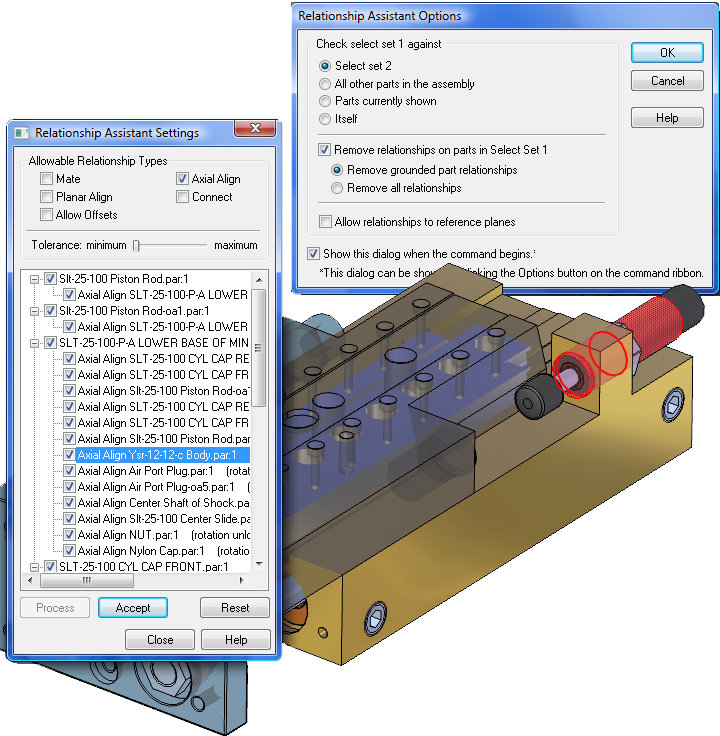 Relationship Assistant Options
Check select set 1 against
Select set 2
All other parts in the assembly
Parts currently shown
Itself
Remove relationships on parts in Select Set 1
Remove grounded part relationships
Remove all relationships
Allow relationships to reference planes
Show this dialog when the command begins.*
*This dialog can be sho licking the Options button on the command ribbon.
OK
Cancel
Help
Relationship Assistant Settings
Allowable Relationship Types
Mate
Axial Align
Planar Align
Connect
Allow Offsets
Tolerance: minimum
maximum
Slt-25-100 Piston Rod.par:1
Axial Align SLT-25-100-P-A LOWER
Slt-25-100 Piston Rod-oa1.par:1
Axial Align SLT-25-100-P-A LOWER
SLT-25-100-P-A LOWER BASE OF MIN
Axial Align SLT-25-100 CYL CAP RE
Axial Align SLT-25-100 CYL CAP FR
Axial Align Slt-25-100 Piston Rod-oa
Axial Align SLT-25-100 CYL CAP RE
Axial Align SLT-25-100 CYL CAP FR
Axial Align Slt-25-100 Piston Rod.par
Axial Align Ysr-12-12-c Body.par:1
Axial Align Air Port Plug.par:1 (rotat
Axial Align Air Port Plug-oa5.par:1 (
Axial Align Center Shaft of Shock.pa
Axial Align Slt-25-100 Center Slide.pa
Axial Align NUT.par:1 (rotation unlo
Axial Align Nylon Cap.par:1 (rotatio
SLT-25-100 CYL CAP FRONT.par:1
Process
Accept
Reset
Close
Help